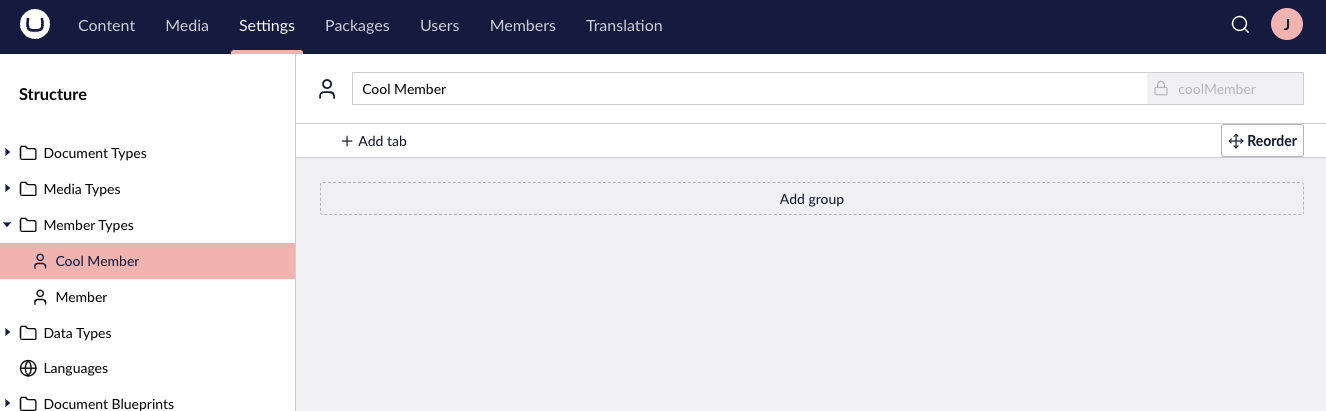 Content Media Settings Packages Users Members Translation J
Structure
Document Types
Media Types
Member Types
Cool Member
Member
Data Types
Languages
Document Blueprints
Cool Member coolMember
Add tab Reorder
Add group